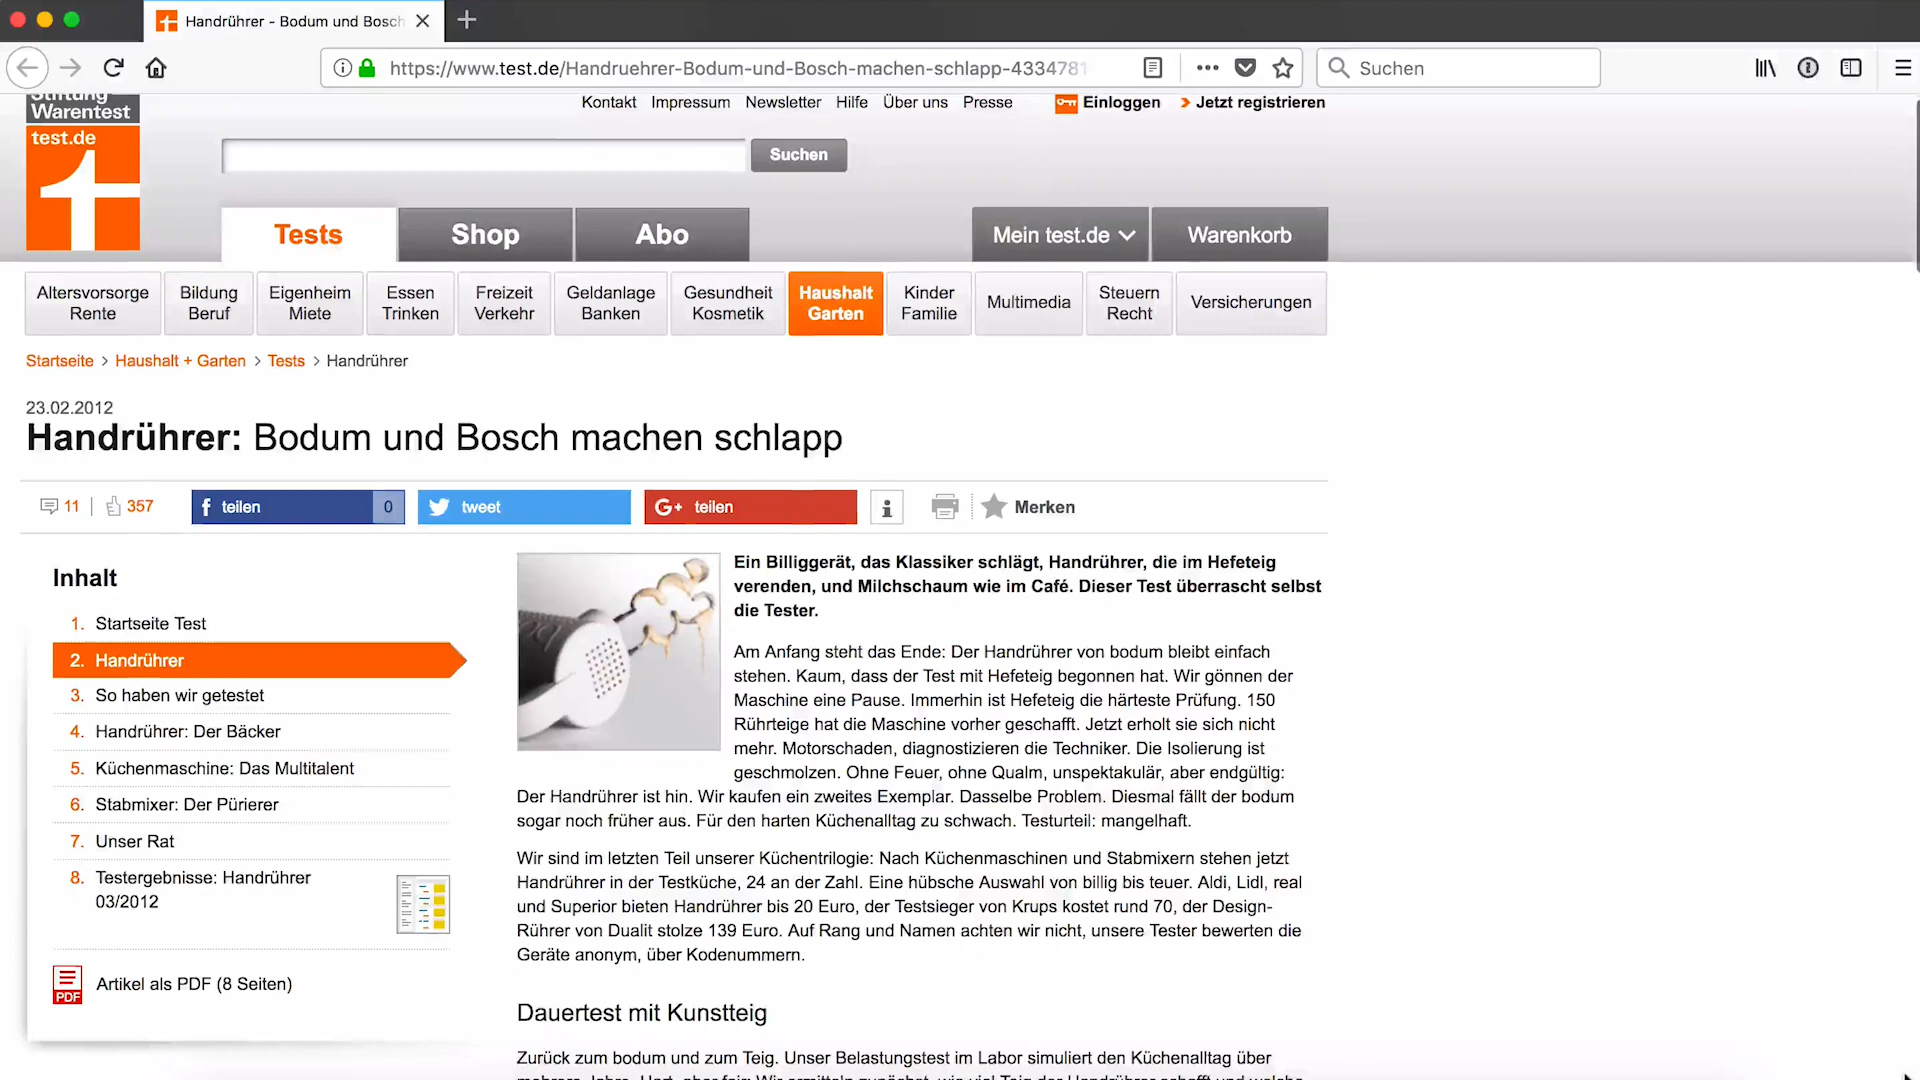 Handrührer - Bodum und Bosch
https://www.test.de/Handruehrer-Bodum-und-Bosch-machen-schlapp-4334781
Suchen
Stiftung
Warentest
test.de
Kontakt Impressum Newsletter Hilfe Über uns Presse Einloggen Jetzt registrieren
Suchen
Tests Shop Abo Mein test.de Warenkorb
Altersvorsorge Rente
Bildung Beruf
Eigenheim Miete
Essen Trinken
Freizeit Verkehr
Geldanlage Banken
Gesundheit Kosmetik
Haushalt Garten
Kinder Familie
Multimedia
Steuern Recht
Versicherungen
Startseite > Haushalt + Garten > Tests > Handrührer
23.02.2012
Handrührer: Bodum und Bosch machen schlapp
11 | 357 f teilen 0 tweet G+ teilen i Merken
Inhalt
1. Startseite Test
2. Handrührer
3. So haben wir getestet
4. Handrührer: Der Bäcker
5. Küchenmaschine: Das Multitalent
6. Stabmixer: Der Pürierer
7. Unser Rat
8. Testergebnisse: Handrührer
03/2012
PDF Artikel als PDF (8 Seiten)
Ein Billiggerät, das Klassiker schlägt, Handrührer, die im Hefeteig
verenden, und Milchschaum wie im Café. Dieser Test überrascht selbst
die Tester.
Am Anfang steht das Ende: Der Handrührer von bodum bleibt einfach
stehen. Kaum, dass der Test mit Hefeteig begonnen hat. Wir gönnen der
Maschine eine Pause. Immerhin ist Hefeteig die härteste Prüfung. 150
Rührteige hat die Maschine vorher geschafft. Jetzt erholt sie sich nicht
mehr. Motorschaden, diagnostizieren die Techniker. Die Isolierung ist
geschmolzen. Ohne Feuer, ohne Qualm, unspektakulär, aber endgültig:
Der Handrührer ist hin. Wir kaufen ein zweites Exemplar. Dasselbe Problem. Diesmal fällt der bodum
sogar noch früher aus. Für den harten Küchenalltag zu schwach. Testurteil: mangelhaft.
Wir sind im letzten Teil unserer Küchentrilogie: Nach Küchenmaschinen und Stabmixern stehen jetzt
Handrührer in der Testküche, 24 an der Zahl. Eine hübsche Auswahl von billig bis teuer. Aldi, Lidl, real
und Superior bieten Handrührer bis 20 Euro, der Testsieger von Krups kostet rund 70, der Design-
Rührer von Dualit stolze 139 Euro. Auf Rang und Namen achten wir nicht, unsere Tester bewerten die
Geräte anonym, über Kodenummern.
Dauertest mit Kunstteig
Zurück zum bodum und zum Teig. Unser Belastungstest im Labor simuliert den Küchenalltag über